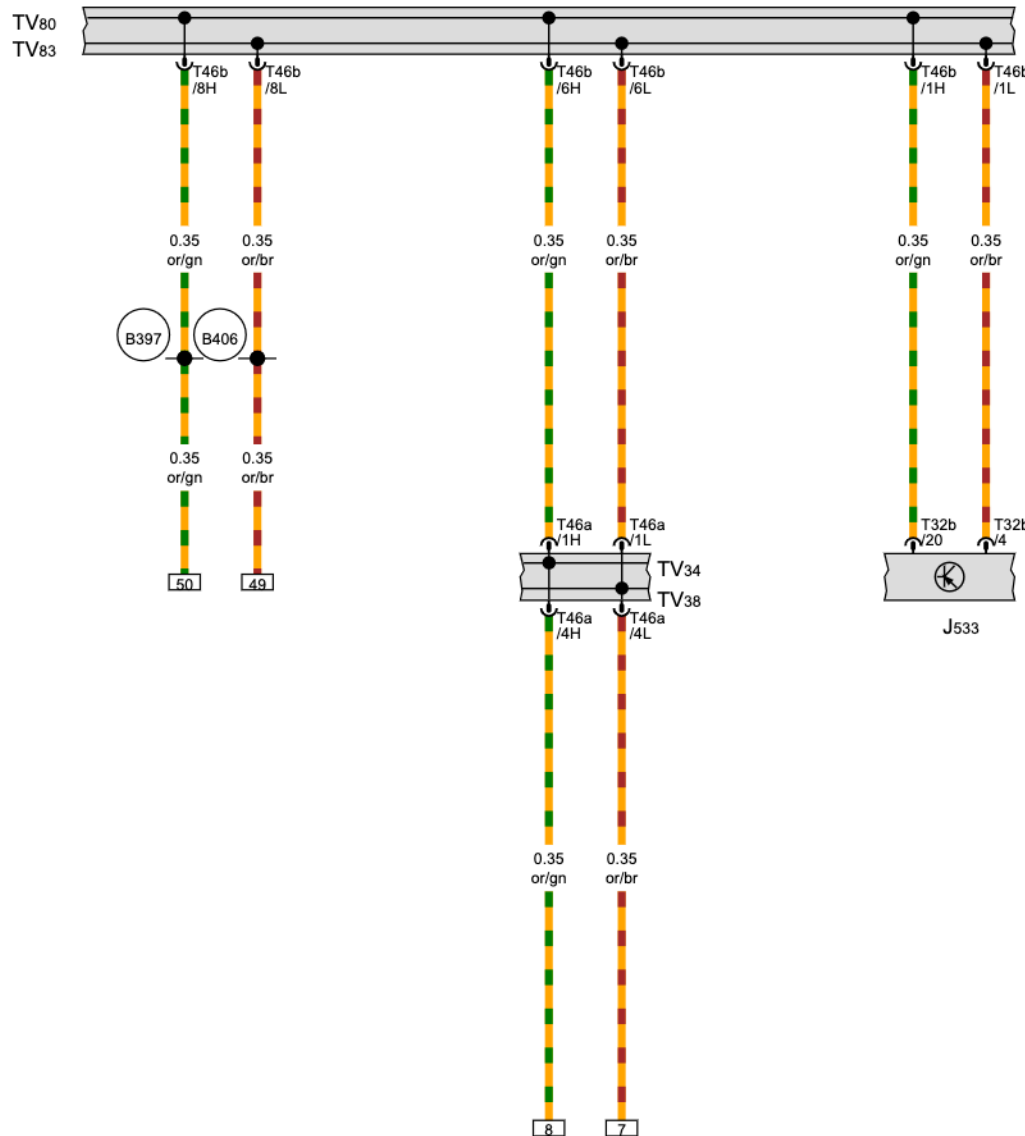 TV80
TV83
T46b
/8H
T46b
/8L
T46b
/6H
T46b
/6L
T46b
/1H
T46b
/1L
0.35
or/gn
0.35
or/br
0.35
or/gn
0.35
or/br
0.35
or/gn
0.35
or/br
B397
B406
0.35
or/gn
0.35
or/br
T46a
/1H
T46a
/1L
T32b
/20
T32b
/4
50
49
TV34
TV38
T46a
/4H
T46a
/4L
J533
0.35
or/gn
0.35
or/br
8
7